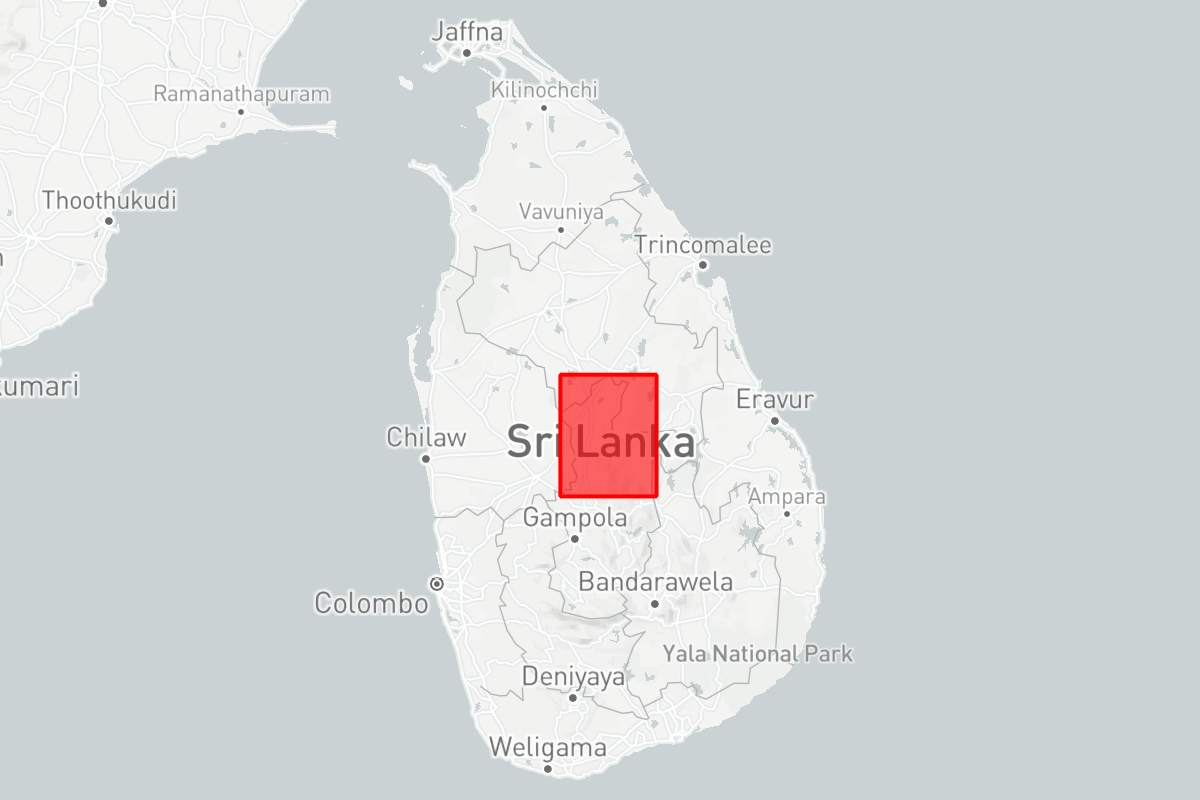 Jaffna
Kilinochchi
Ramanathapuram
Thoothukudi
Vavuniya
Trincomalee
kumari
Eravur
Chilaw
Sri Lanka
Ampara
Gampola
Bandarawela
Colombo
Yala National Park
Deniyaya
Weligama